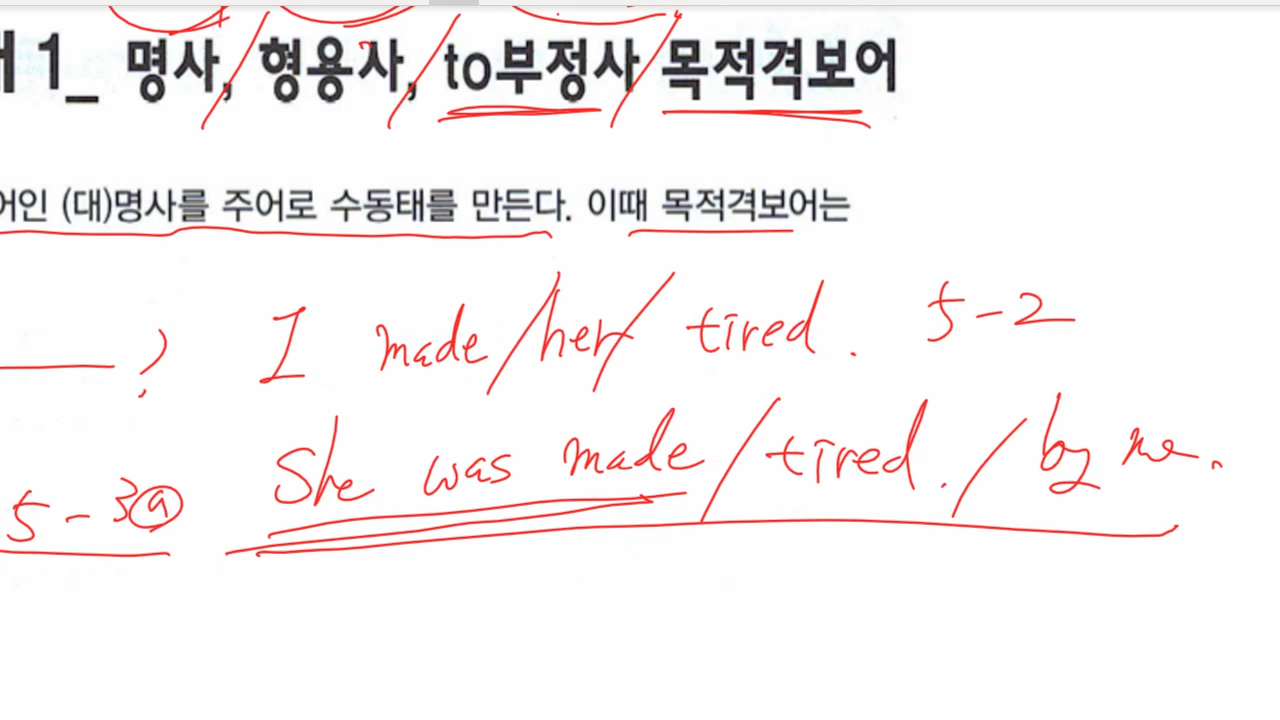 1_ 명사, 형용사, to부정사 목적격보어
어인 (대)명사를 주어로 수동태를 만든다. 이때 목적격보어는
? I made/her/ tired. 5-2
5-3ⓐ She was made/tired./by me.